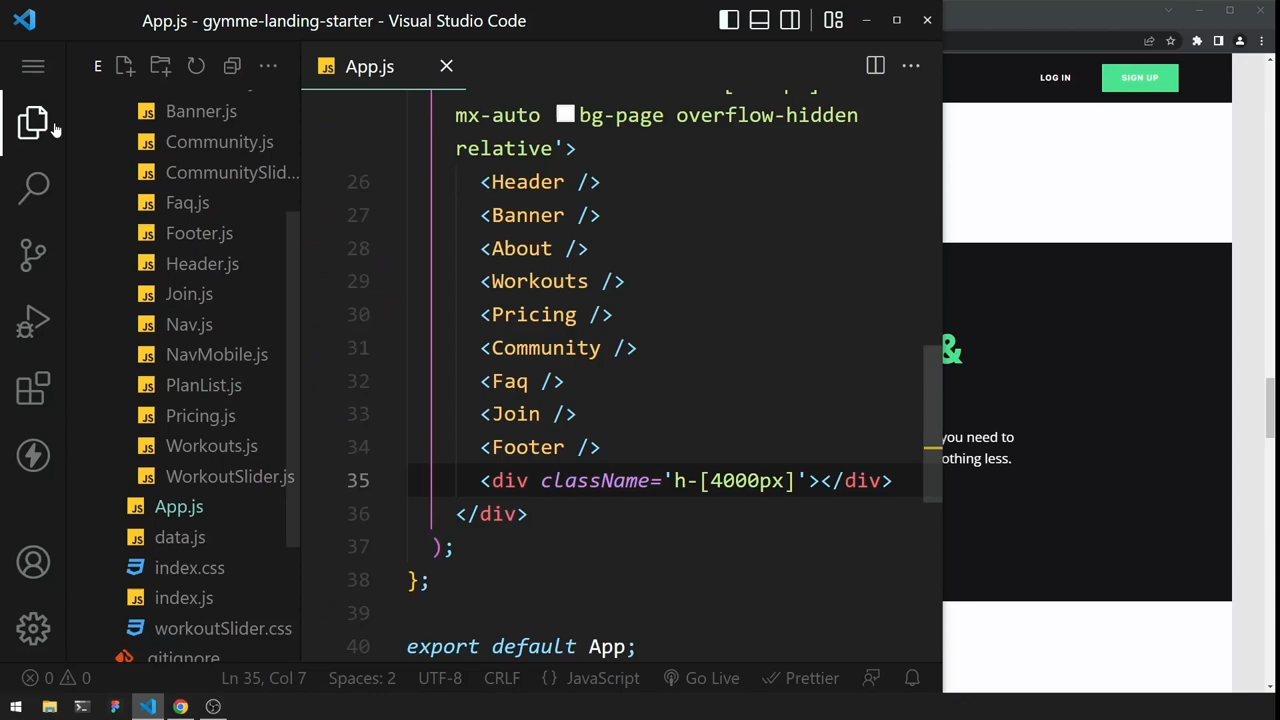 App.js - gymme-landing-starter - Visual Studio Code
E
App.js
LOG IN
SIGN UP
Banner.js
Community.js
CommunitySlid...
Faq.js
Footer.js
Header.js
Join.js
Nav.js
NavMobile.js
PlanList.js
Pricing.js
Workouts.js
WorkoutSlider.js
App.js
data.js
index.css
index.js
workoutSlider.css
.gitignore
mx-auto bg-page overflow-hidden
relative'>
26 <Header />
27 <Banner />
28 <About />
29 <Workouts />
30 <Pricing />
31 <Community />
32 <Faq />
33 <Join />
34 <Footer />
35 <div className='h-[4000px]'></div>
36 </div>
37 );
38 };
39
40 export default App;
&
you need to
othing less.
0 0
Ln 35, Col 7
Spaces: 2
UTF-8
CRLF
{ } JavaScript
Go Live
Prettier